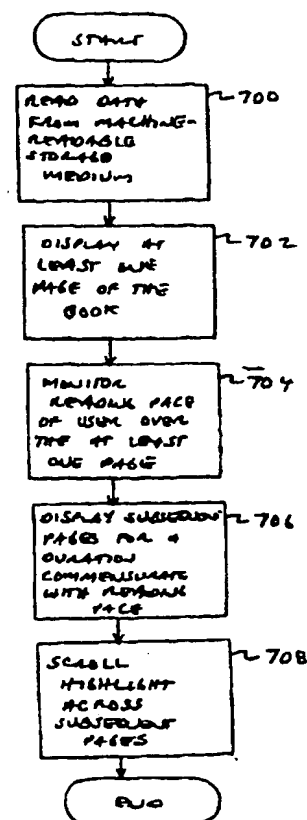 START
READ DATA
FROM MACHINE-
READABLE
STORAGE
MEDIUM
700
DISPLAY AT
LEAST ONE
PAGE OF THE
BOOK
702
MONITOR
READING PACE
OF USER OVER
THE AT LEAST
ONE PAGE
704
DISPLAY SUBSEQUENT
PAGES FOR A
DURATION
COMMENSURATE
WITH READING
PACE
706
SCROLL
HIGHLIGHT
ACROSS
SUBSEQUENT
PAGES
708
END